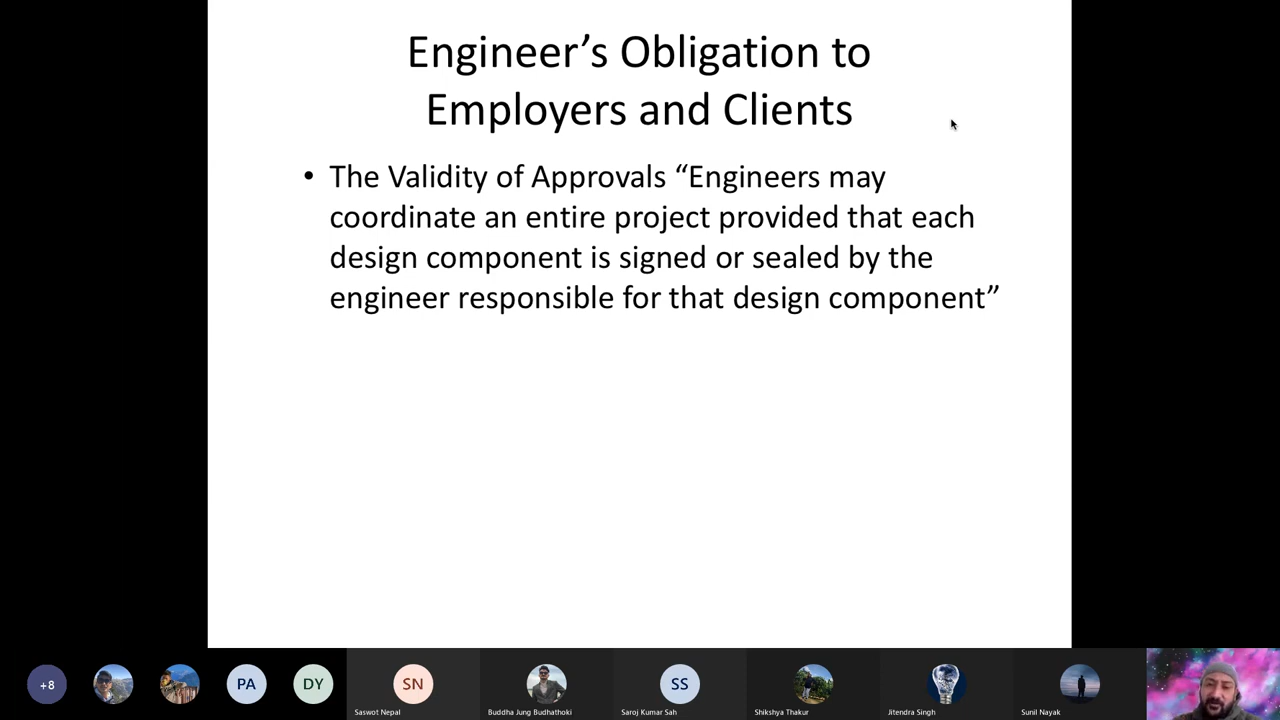 Engineer’s Obligation to
Employers and Clients
• The Validity of Approvals “Engineers may
coordinate an entire project provided that each
design component is signed or sealed by the
engineer responsible for that design component”
+8
PA
DY
SN
SS
Saswot Nepal
Buddha Jung Budhathoki
Saroj Kumar Sah
Shikshya Thakur
Jitendra Singh
Sunil Nayak